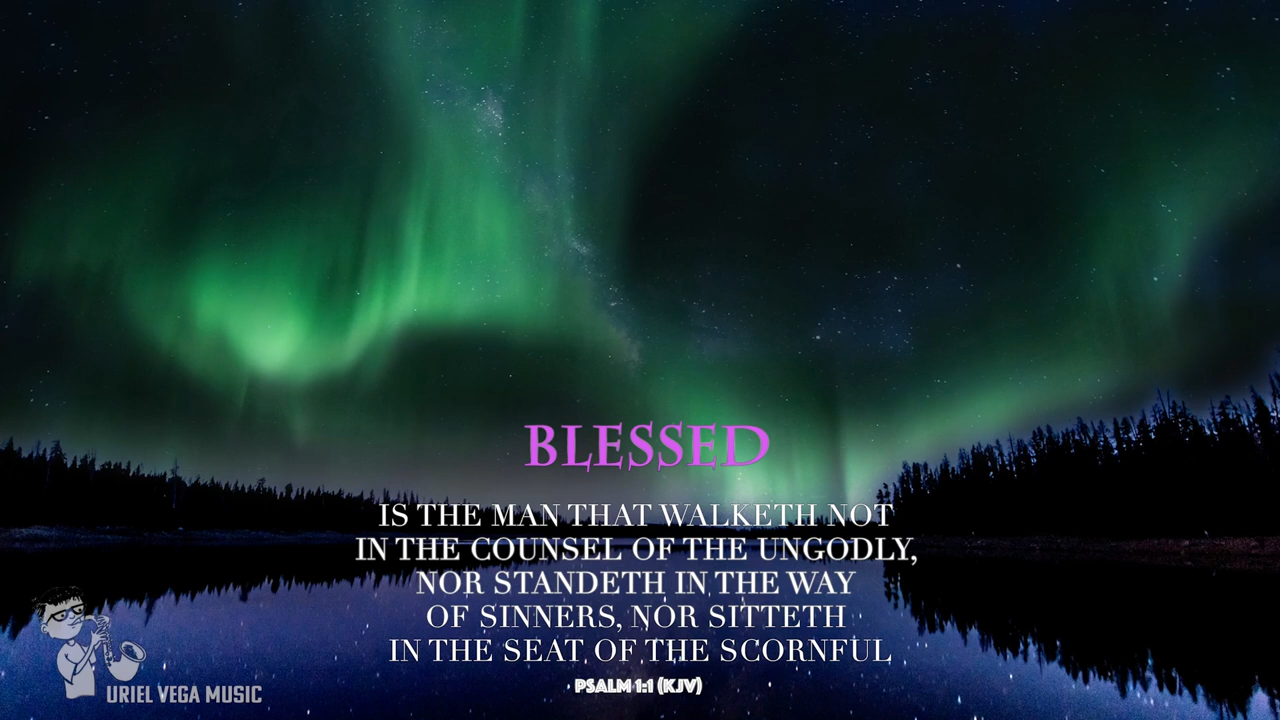 BLESSED
IS THE MAN THAT WALKETH NOT
IN THE COUNSEL OF THE UNGODLY,
NOR STANDETH IN THE WAY
OF SINNERS, NOR SITTETH
IN THE SEAT OF THE SCORNFUL
PSALM 1:1 (KJV)
URIEL VEGA MUSIC